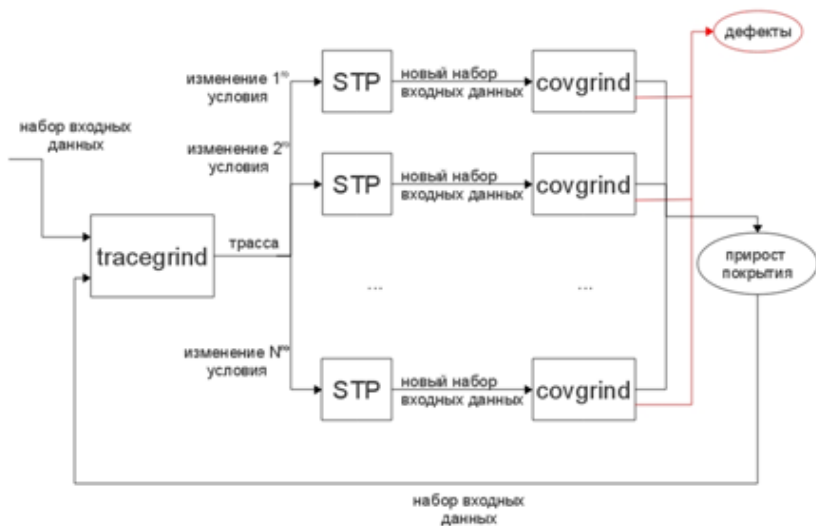 дефекты
изменение 1го
условия
STP
новый набор
входных данных
covgrind
набор входных
данных
изменение 2го
условия
STP
новый набор
входных данных
covgrind
tracegrind
трасса
прирост
покрытия
...
...
изменение Nго
условия
STP
новый набор
входных данных
covgrind
набор входных
данных